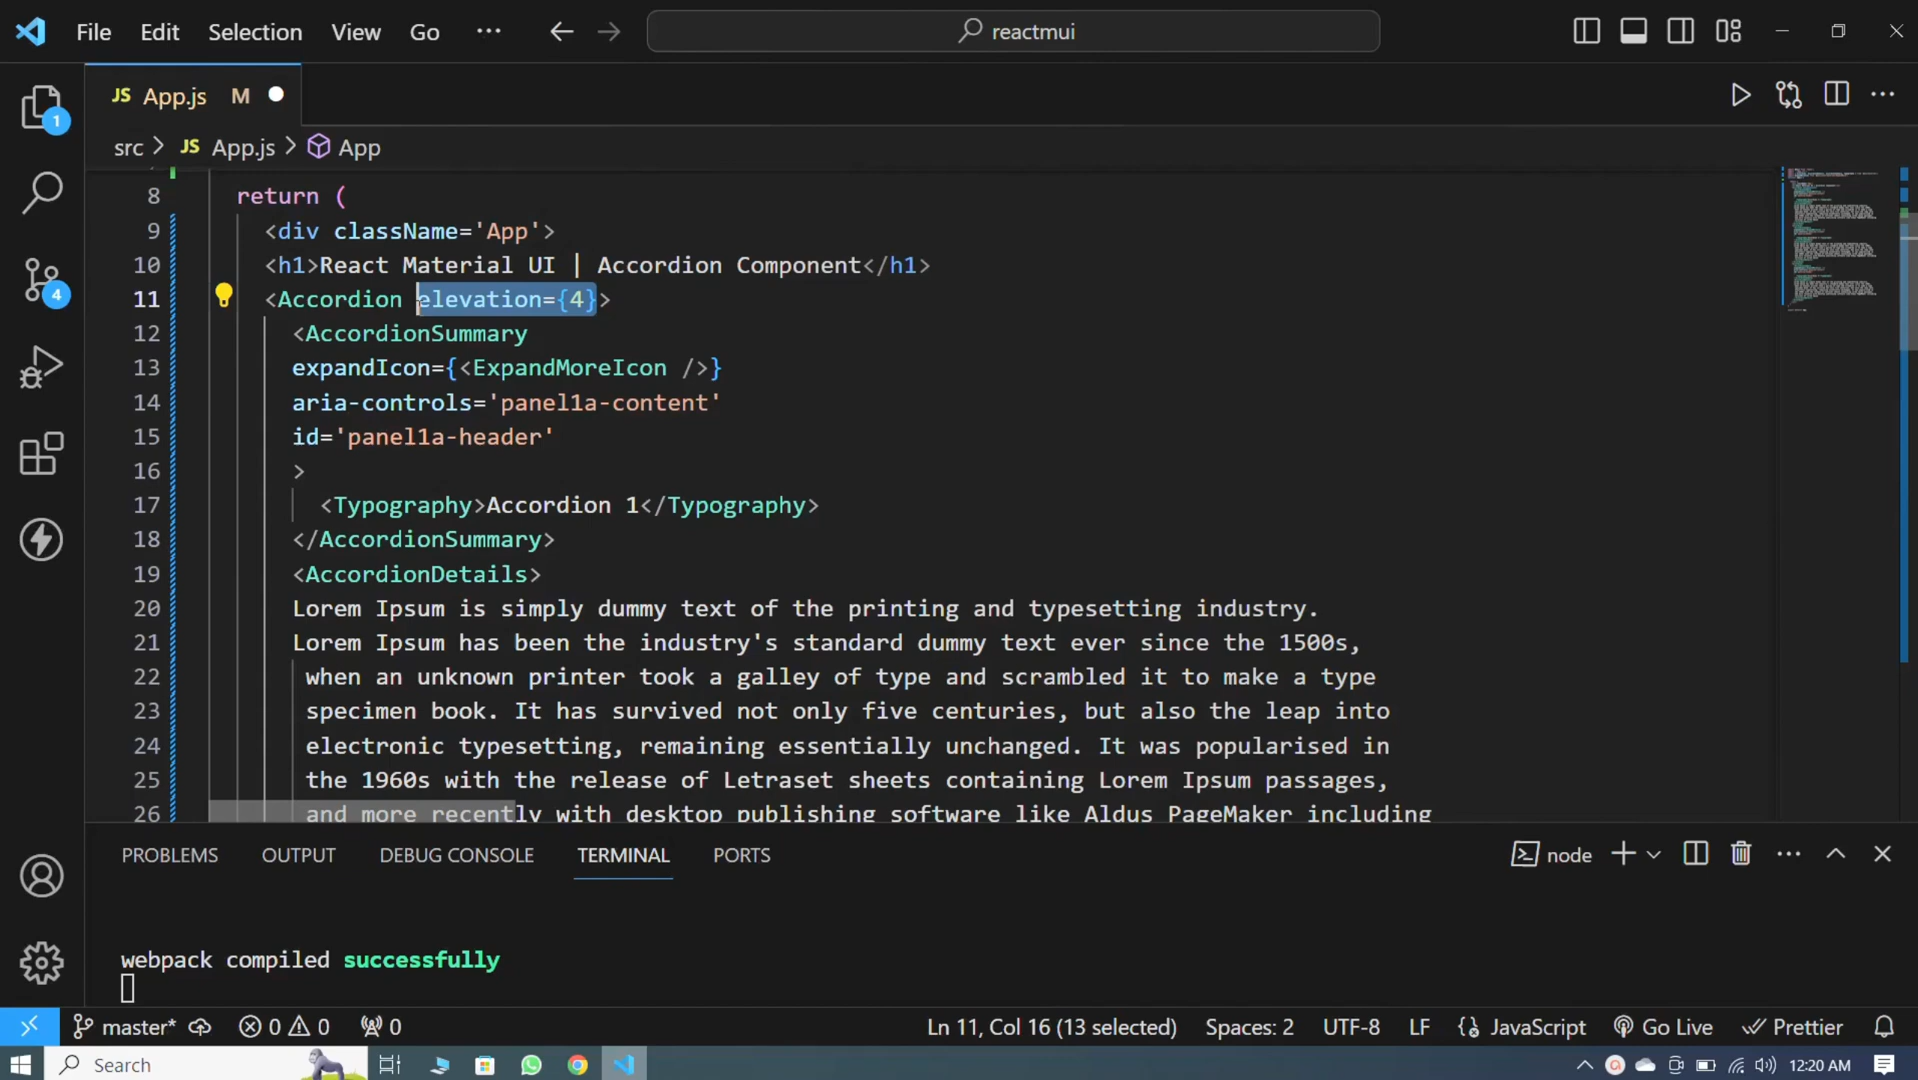 File Edit Selection View Go ··· reactmui
JS App.js M
src > JS App.js > App
8 return (
9 <div className='App'>
10 <h1>React Material UI | Accordion Component</h1>
11 <Accordion elevation={4}>
12 <AccordionSummary
13 expandIcon={<ExpandMoreIcon />}
14 aria-controls='panel1a-content'
15 id='panel1a-header'
16 >
17 <Typography>Accordion 1</Typography>
18 </AccordionSummary>
19 <AccordionDetails>
20 Lorem Ipsum is simply dummy text of the printing and typesetting industry.
21 Lorem Ipsum has been the industry's standard dummy text ever since the 1500s,
22 when an unknown printer took a galley of type and scrambled it to make a type
23 specimen book. It has survived not only five centuries, but also the leap into
24 electronic typesetting, remaining essentially unchanged. It was popularised in
25 the 1960s with the release of Letraset sheets containing Lorem Ipsum passages,
26 and more recently with desktop publishing software like Aldus PageMaker including
1
4
PROBLEMS OUTPUT DEBUG CONSOLE TERMINAL PORTS node
webpack compiled successfully
master* 0 0 0 Ln 11, Col 16 (13 selected) Spaces: 2 UTF-8 LF JavaScript Go Live Prettier
Search 12:20 AM